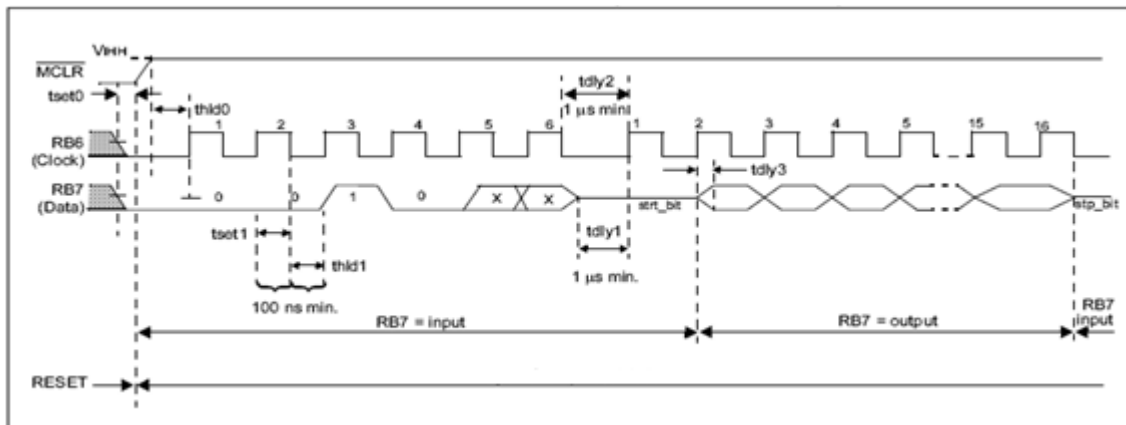 VIHH
MCLR
tset0
thld0
tdly2
1 μs min.
RB6
(Clock)
1 2 3 4 5 6 1 2 3 4 5 15 16
tdly3
RB7
(Data)
0 0 1 0 x x strt_bit stp_bit
tset1
thld1
tdly1
100 ns min.
1 μs min.
RB7 = input
RB7 = output
RB7
input
RESET